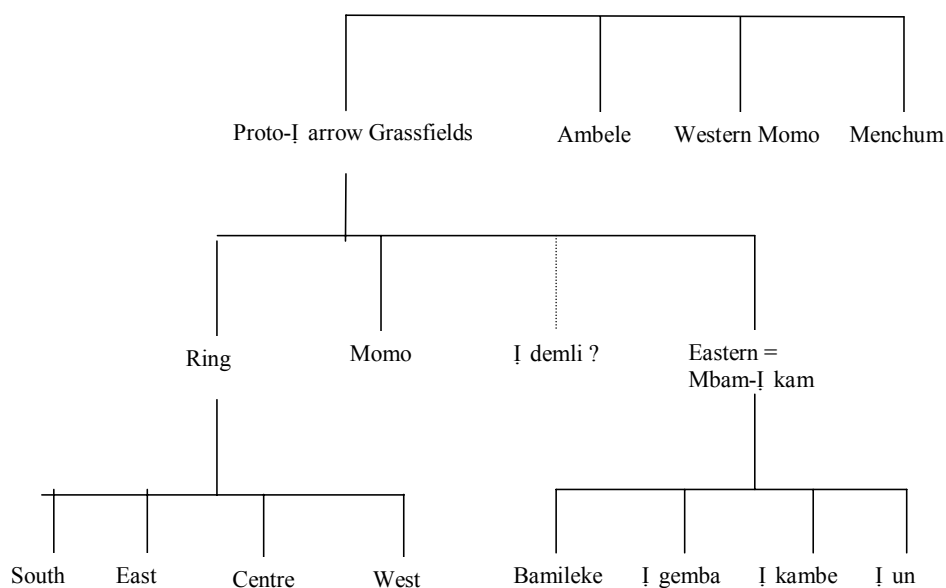 Proto-Ị arrow Grassfields Ambele Western Momo Menchum
Ring Momo Ị demli ? Eastern =
Mbam-Ị kam
South East Centre West Bamileke Ị gemba Ị kambe Ị un